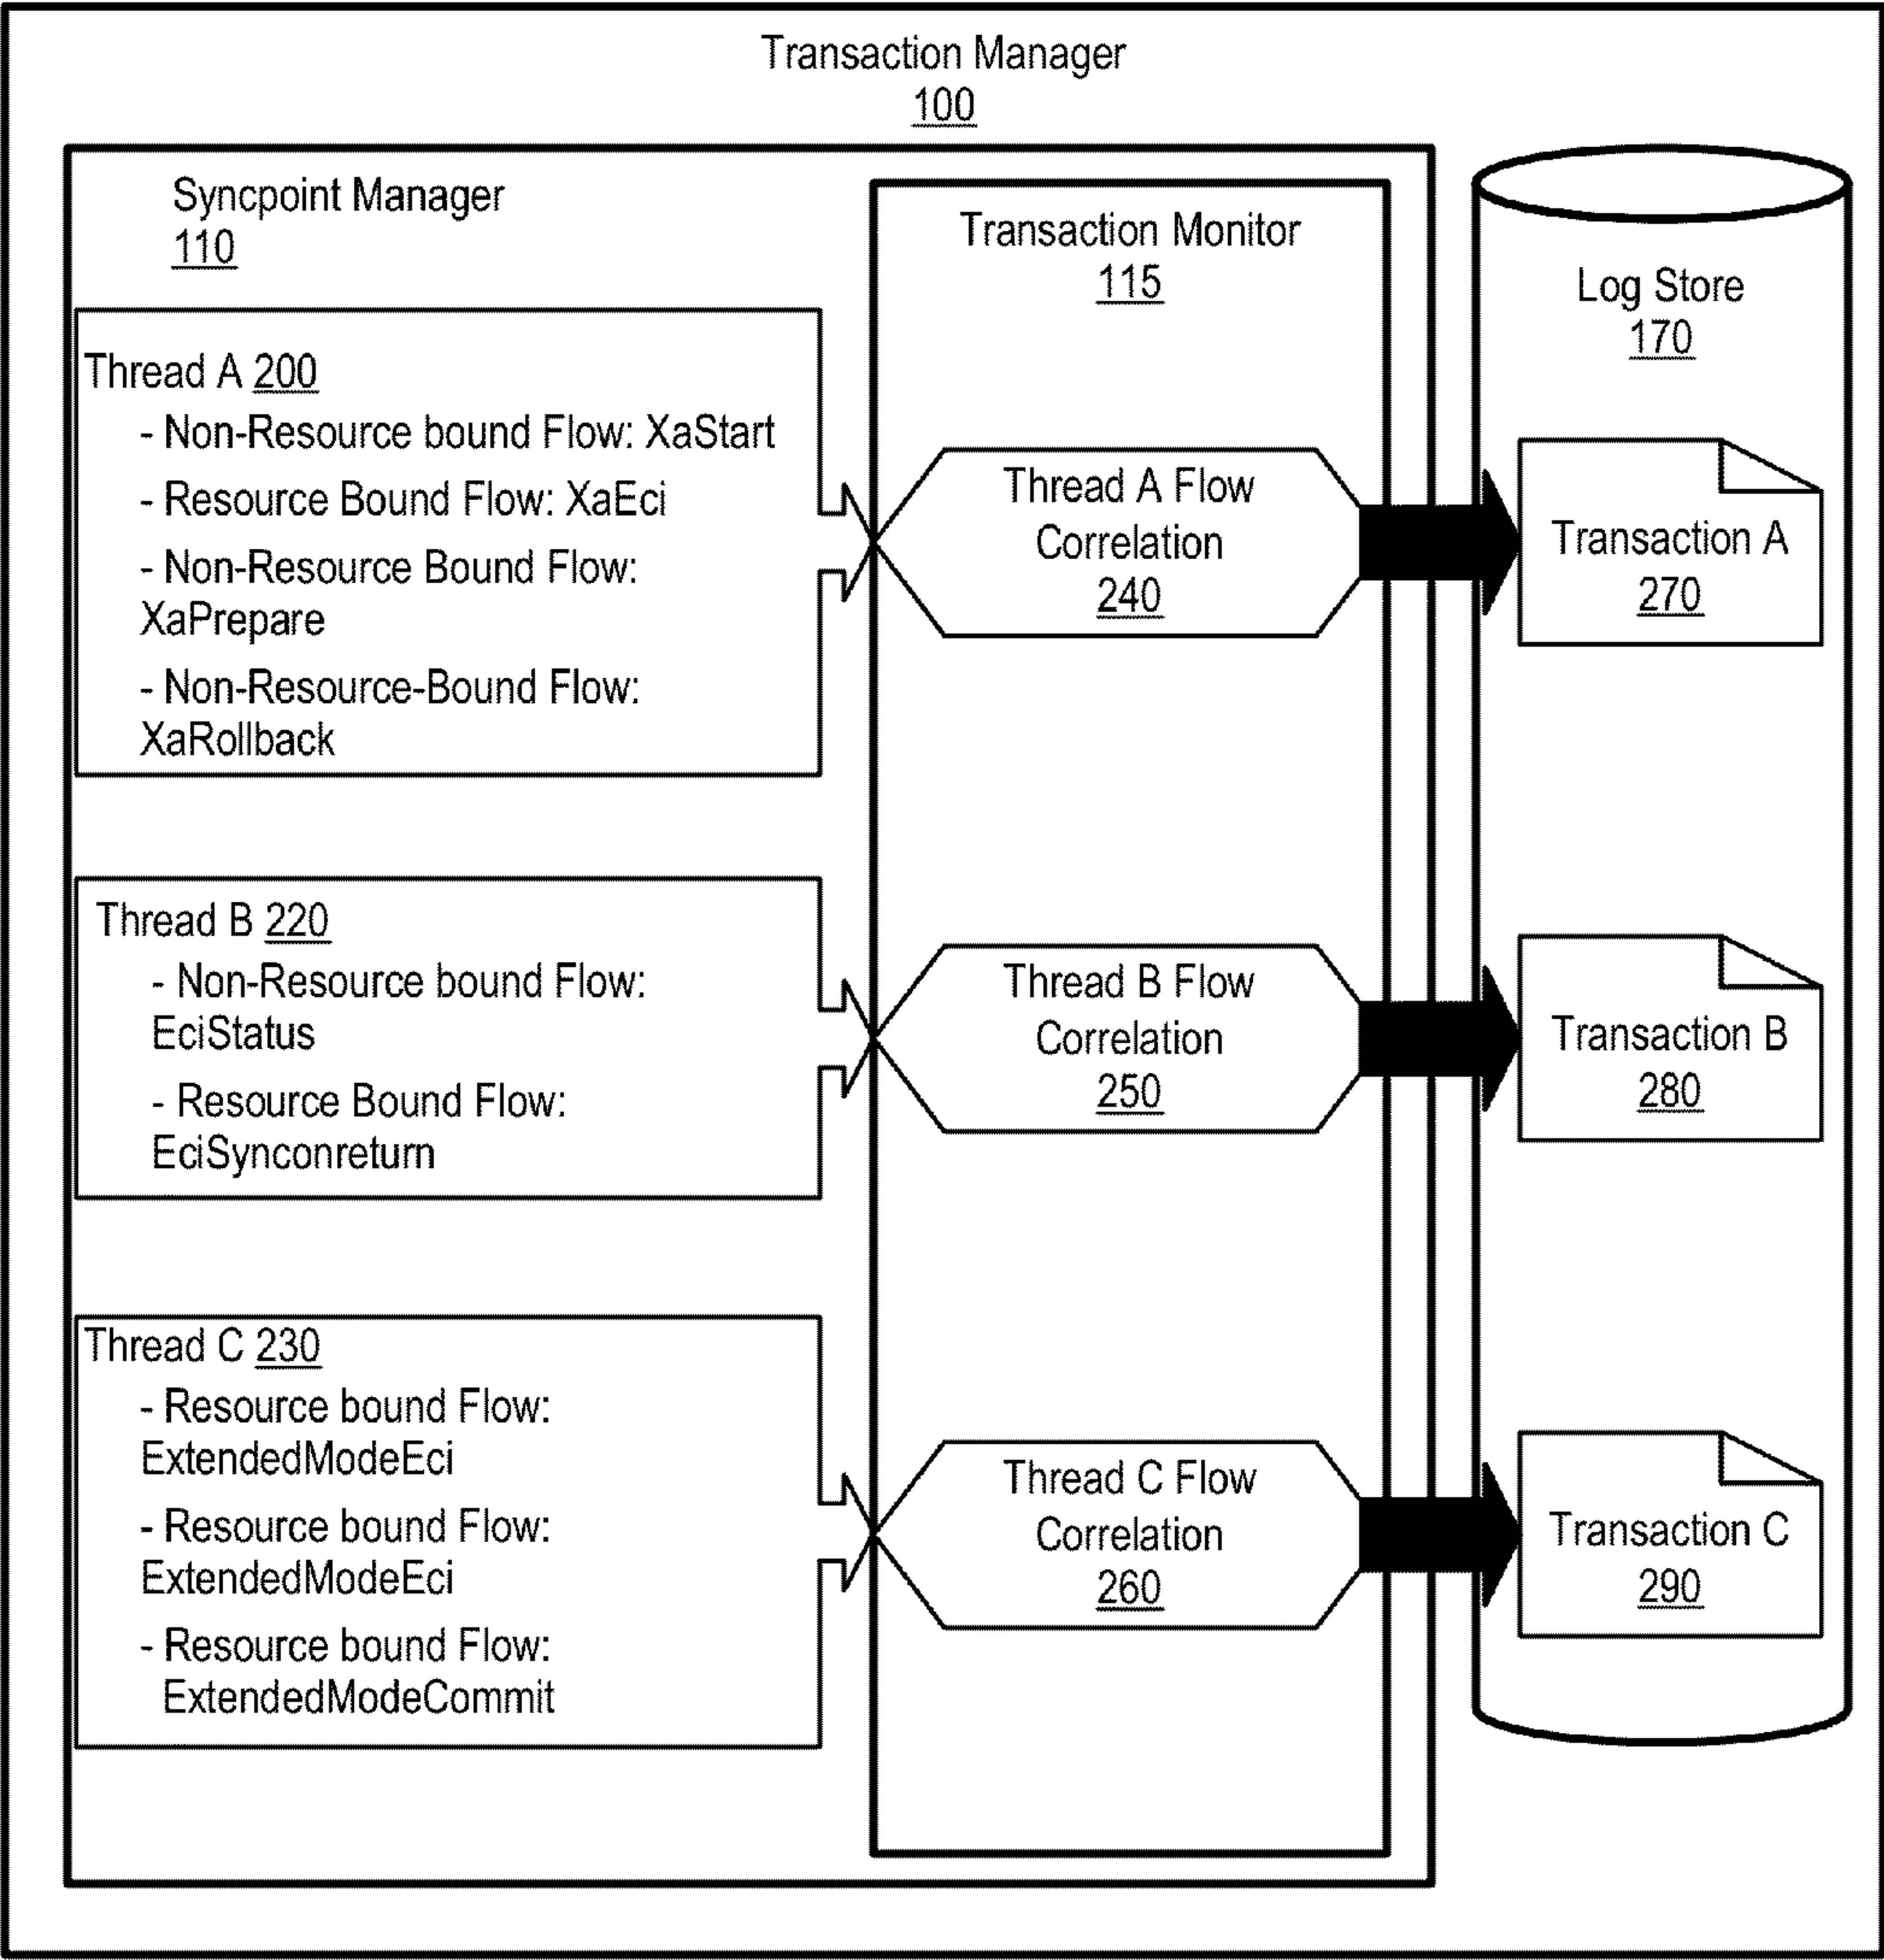 Transaction Manager
100
Syncpoint Manager
110
Transaction Monitor
115
Log Store
170
Thread A 200
- Non-Resource bound Flow: XaStart
- Resource Bound Flow: XaEci
- Non-Resource Bound Flow:
XaPrepare
- Non-Resource-Bound Flow:
XaRollback
Thread A Flow
Correlation
240
Transaction A
270
Thread B 220
- Non-Resource bound Flow:
EciStatus
- Resource Bound Flow:
EciSynconreturn
Thread B Flow
Correlation
250
Transaction B
280
Thread C 230
- Resource bound Flow:
ExtendedModeEci
- Resource bound Flow:
ExtendedModeEci
- Resource bound Flow:
ExtendedModeCommit
Thread C Flow
Correlation
260
Transaction C
290